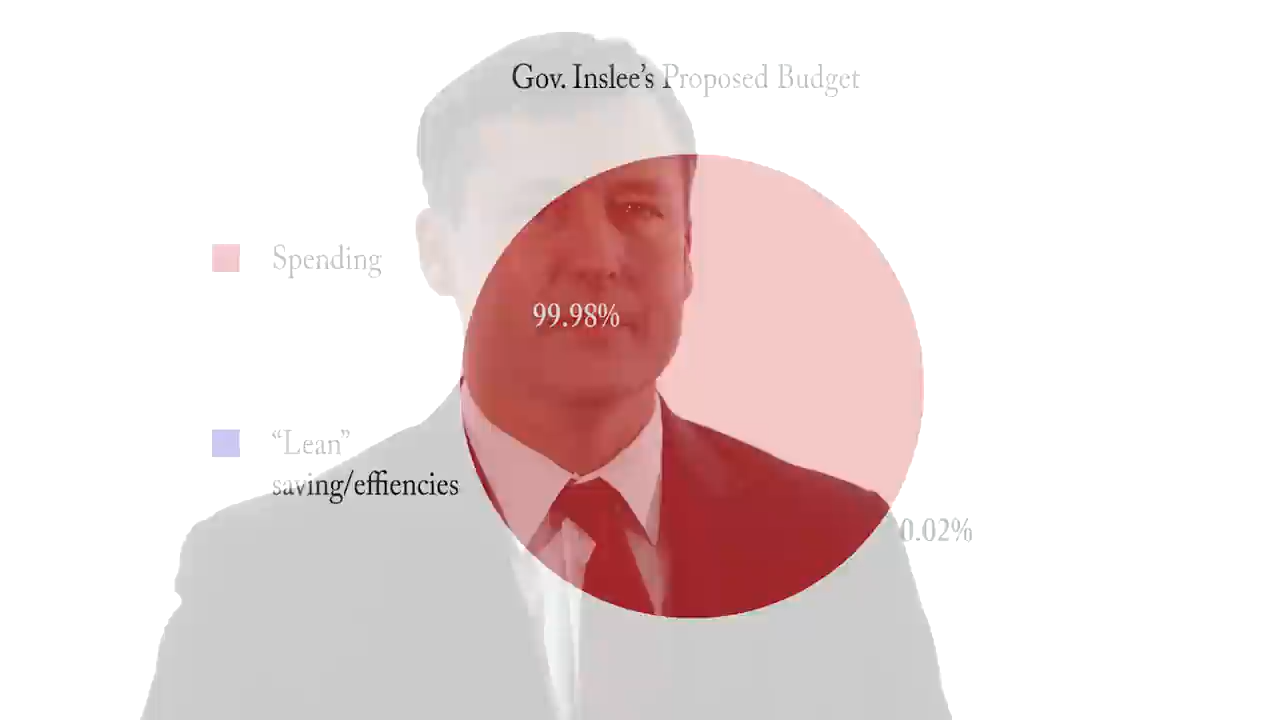 Gov. Inslee’s Proposed Budget
Spending
99.98%
“Lean”
saving/effiencies
0.02%